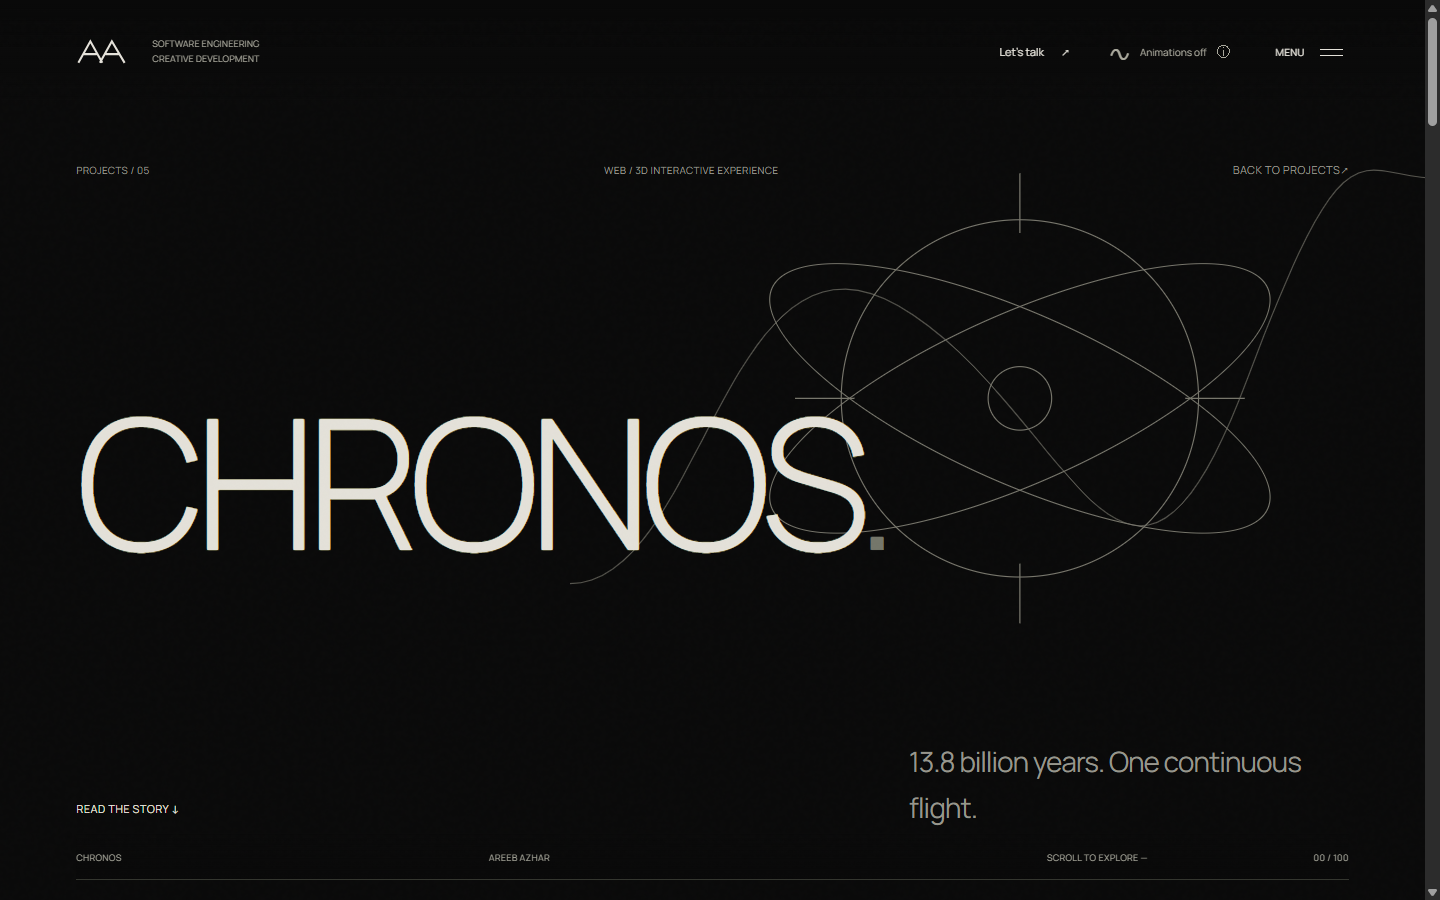 AA
SOFTWARE ENGINEERING
CREATIVE DEVELOPMENT
Let's talk ↗
Animations off ⓘ
MENU
PROJECTS / 05
WEB / 3D INTERACTIVE EXPERIENCE
BACK TO PROJECTS↗
CHRONOS.
13.8 billion years. One continuous
flight.
READ THE STORY ↓
CHRONOS
AREEB AZHAR
SCROLL TO EXPLORE —
00 / 100